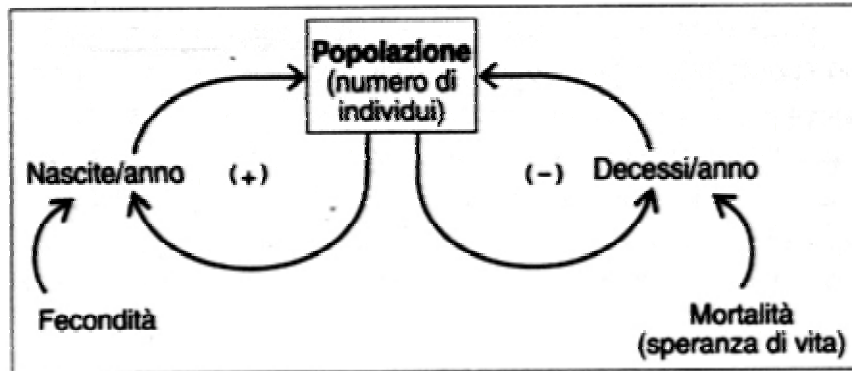 Popolazione
(numero di
individui)
Nascite/anno
(+)
(-)
Decessi/anno
Fecondità
Mortalità
(speranza di vita)